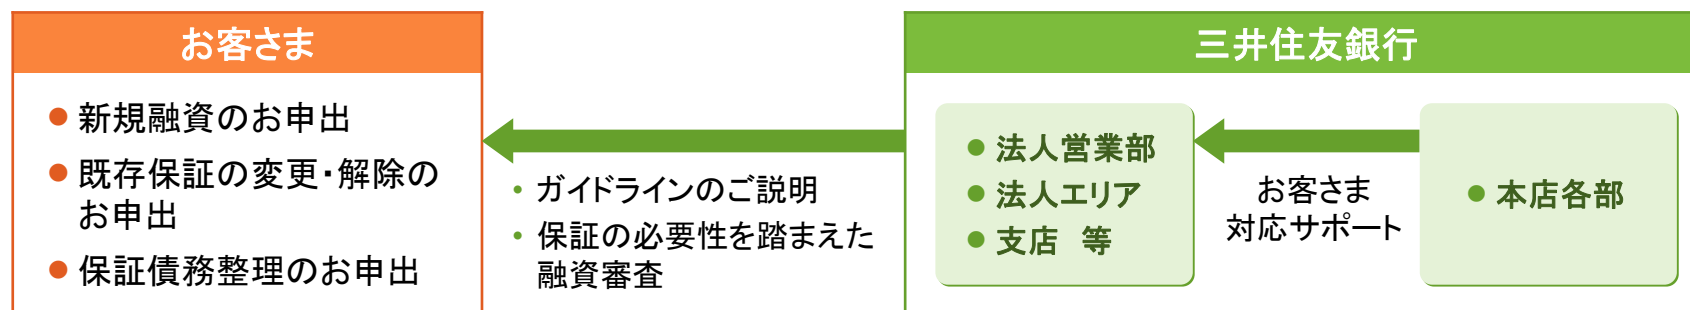 お客さま
● 新規融資のお申出
● 既存保証の変更・解除の
お申出
● 保証債務整理のお申出
・ ガイドラインのご説明
・ 保証の必要性を踏まえた
融資審査
三井住友銀行
● 法人営業部
● 法人エリア
● 支店　等
お客さま
対応サポート
● 本店各部